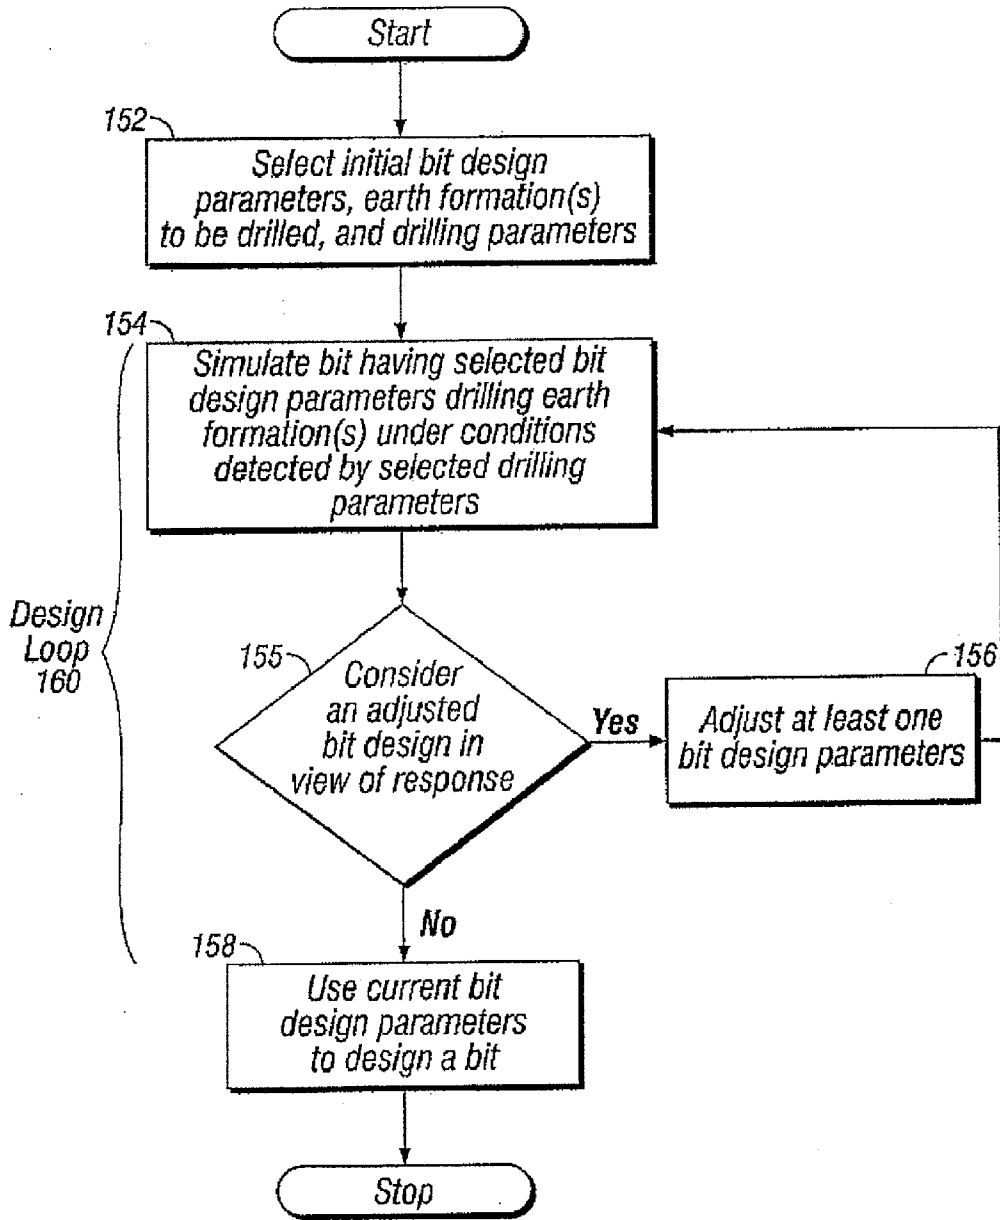 Start
152
Select initial bit design
parameters, earth formation(s)
to be drilled, and drilling parameters
154
Simulate bit having selected bit
design parameters drilling earth
formation(s) under conditions
detected by selected drilling
parameters
Design
Loop
160
155
Consider
an adjusted
bit design in
view of response
Yes
156
Adjust at least one
bit design parameters
No
158
Use current bit
design parameters
to design a bit
Stop